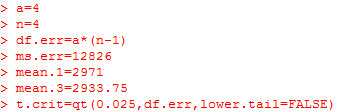 > a=4
> n=4
> df.err=a*(n-1)
> ms.err=12826
> mean.1=2971
> mean.3=2933.75
> t.crit=qt(0.025,df.err,lower.tail=FALSE)